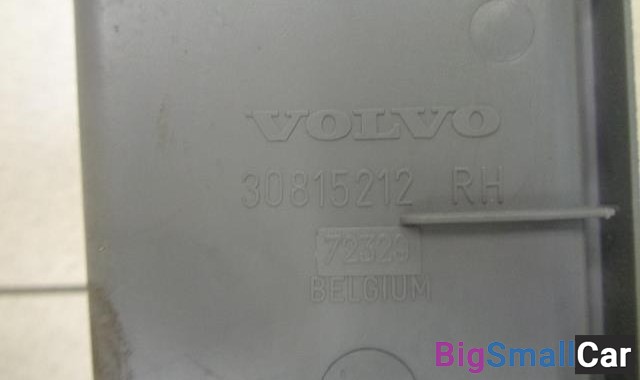 VOLVO
30815212 RH
72329
BELGIUM
BigSmallCar